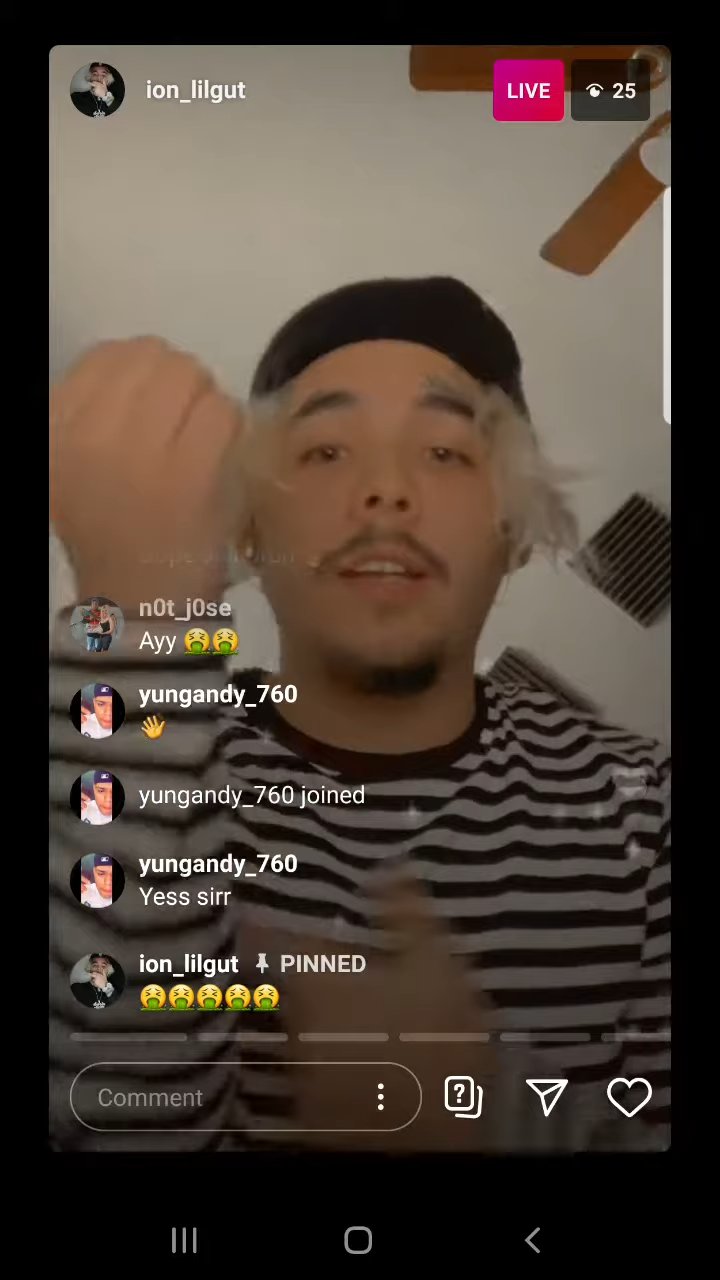 ion_lilgut
LIVE
25
n0t_j0se
Ayy 🤮🤮
yungandy_760
👋
yungandy_760 joined
yungandy_760
Yess sirr
ion_lilgut PINNED
🤮🤮🤮🤮🤮
Comment